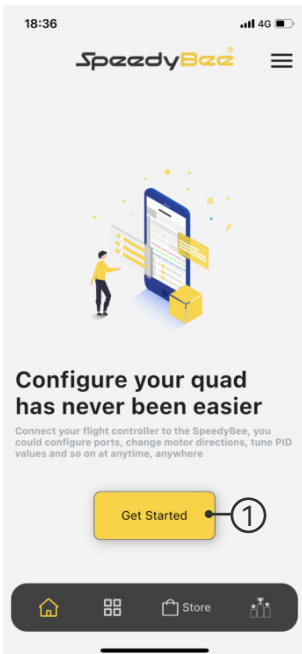 18:36
4G
SpeedyBee
Configure your quad
has never been easier
Connect your flight controller to the SpeedyBee, you
could configure ports, change motor directions, tune PID
values and so on at anytime, anywhere
Get Started
1
Store